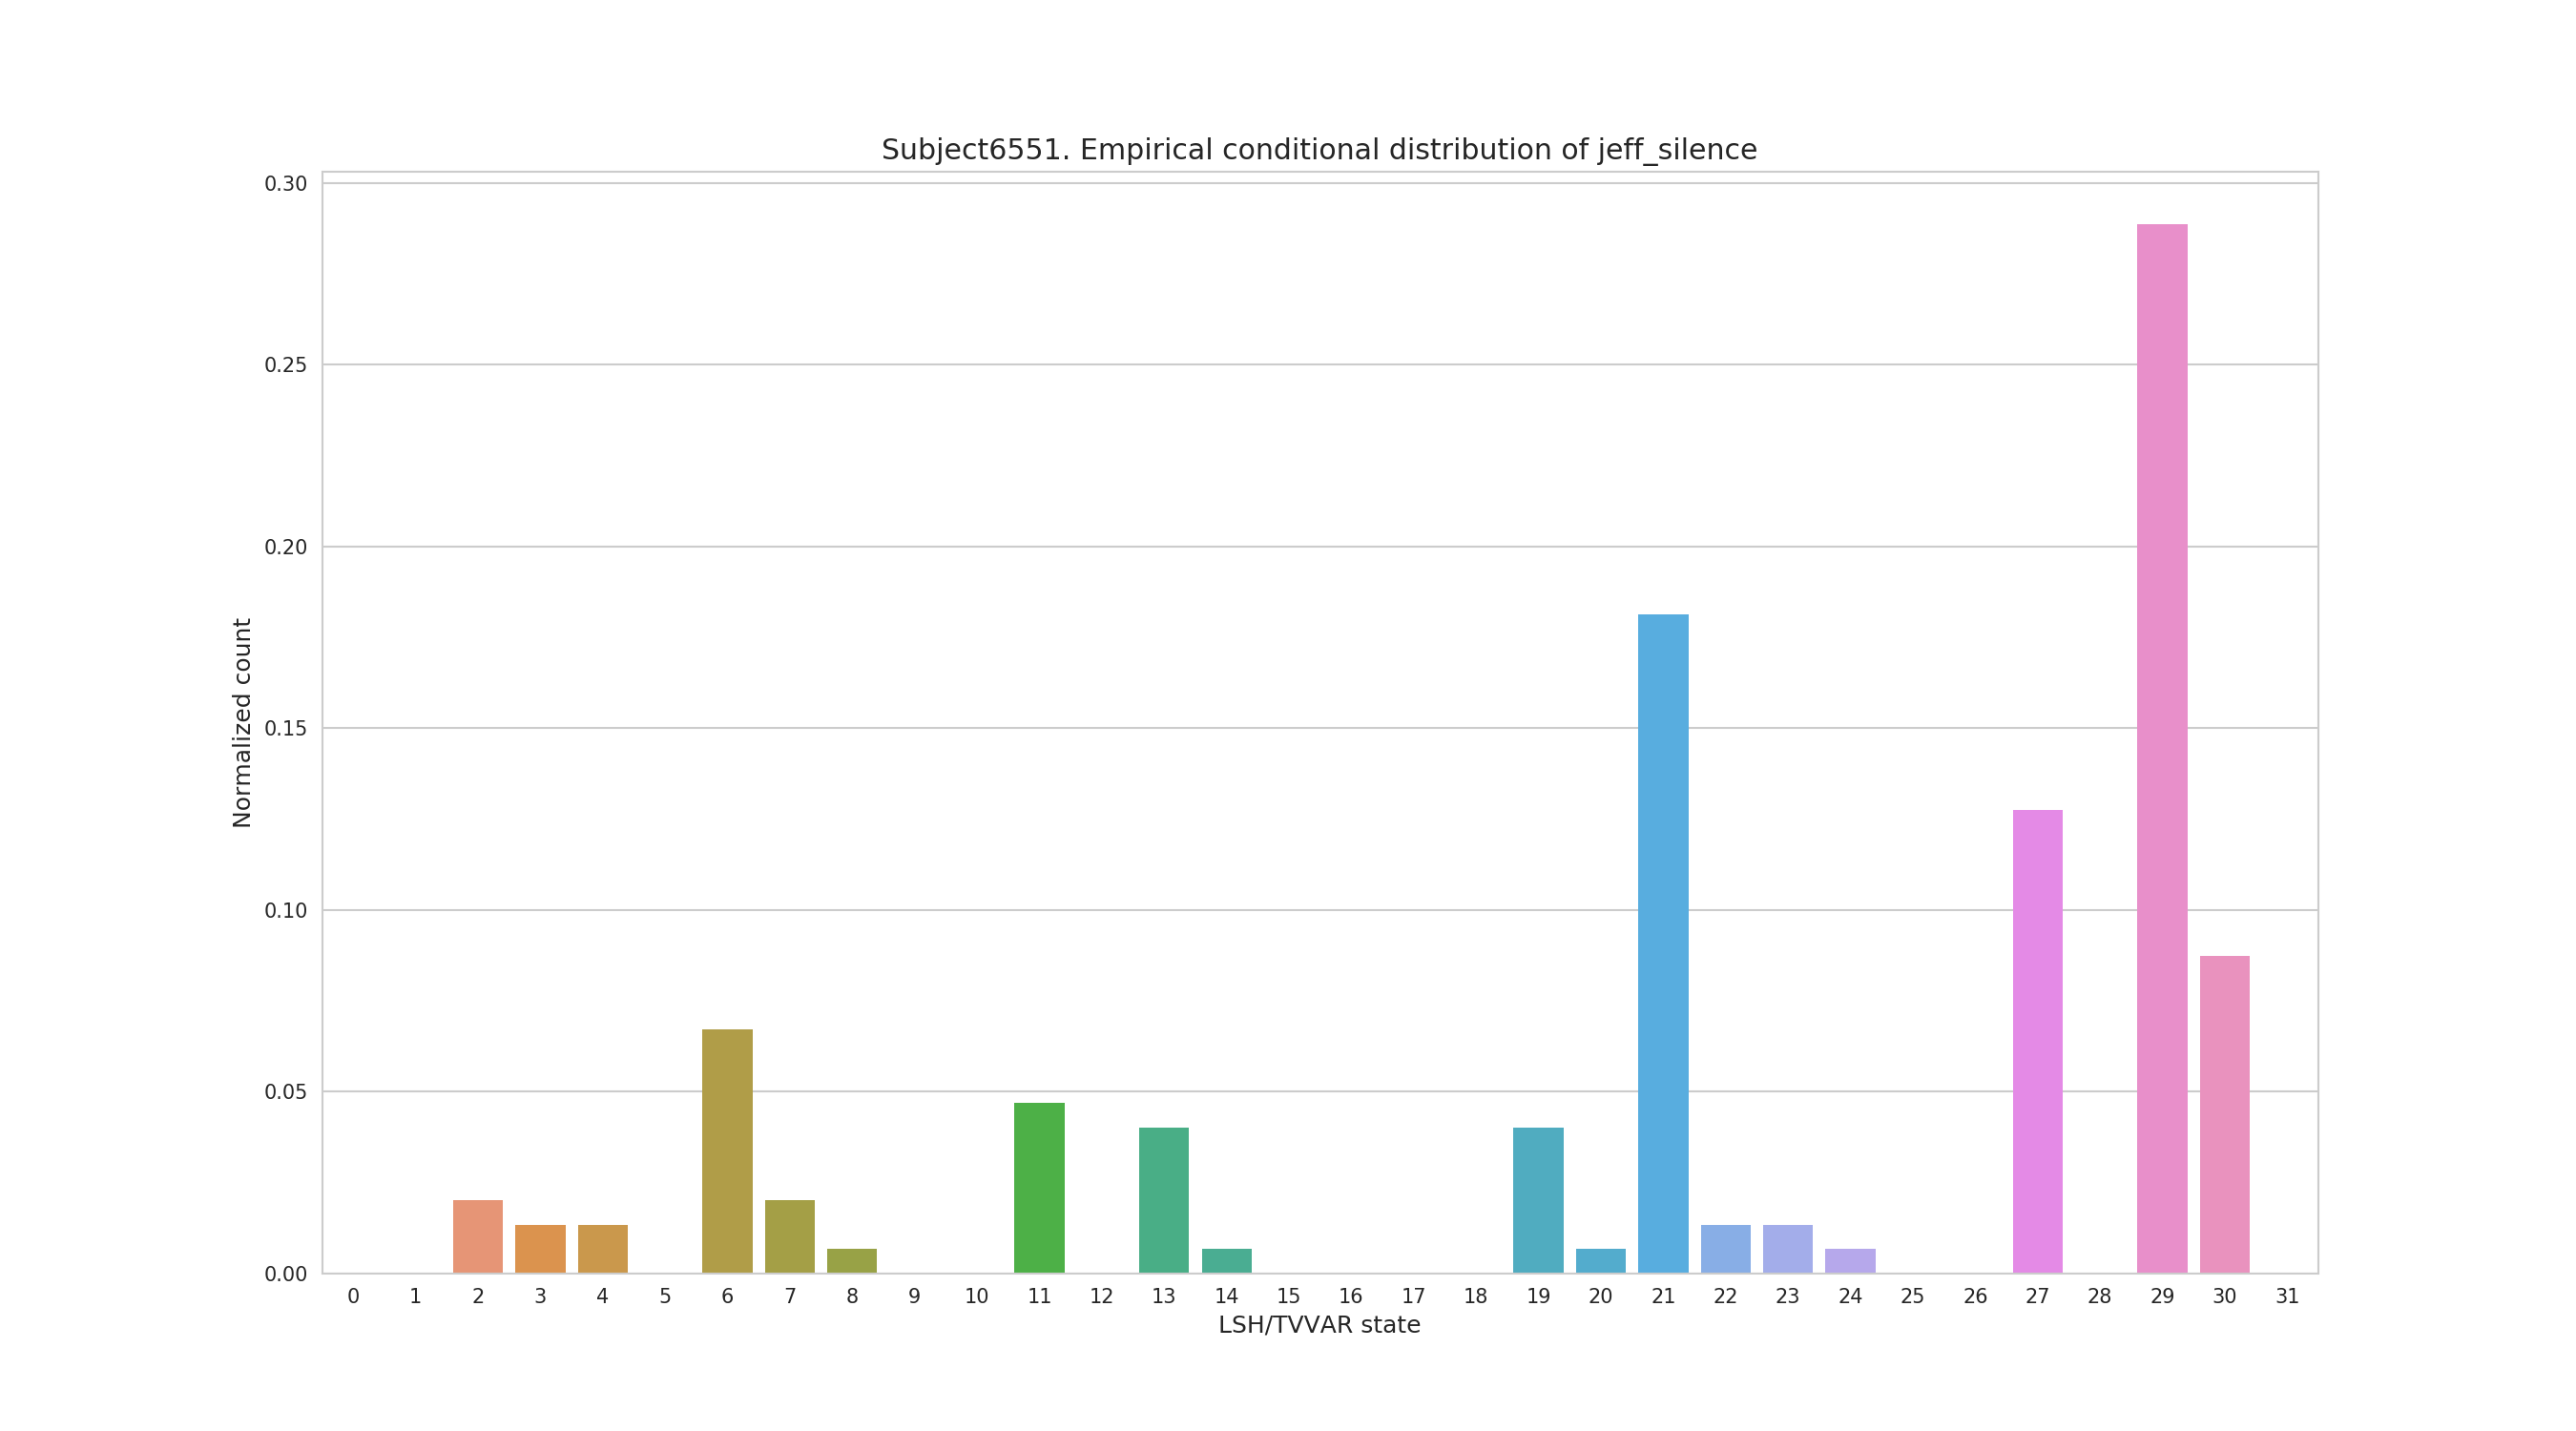 Subject6551. Empirical conditional distribution of jeff_silence
0.30
0.25
0.20
0.15
0.10
0.05
0.00
Normalized count
0 1 2 3 4 5 6 7 8 9 10 11 12 13 14 15 16 17 18 19 20 21 22 23 24 25 26 27 28 29 30 31
LSH/TVVAR state